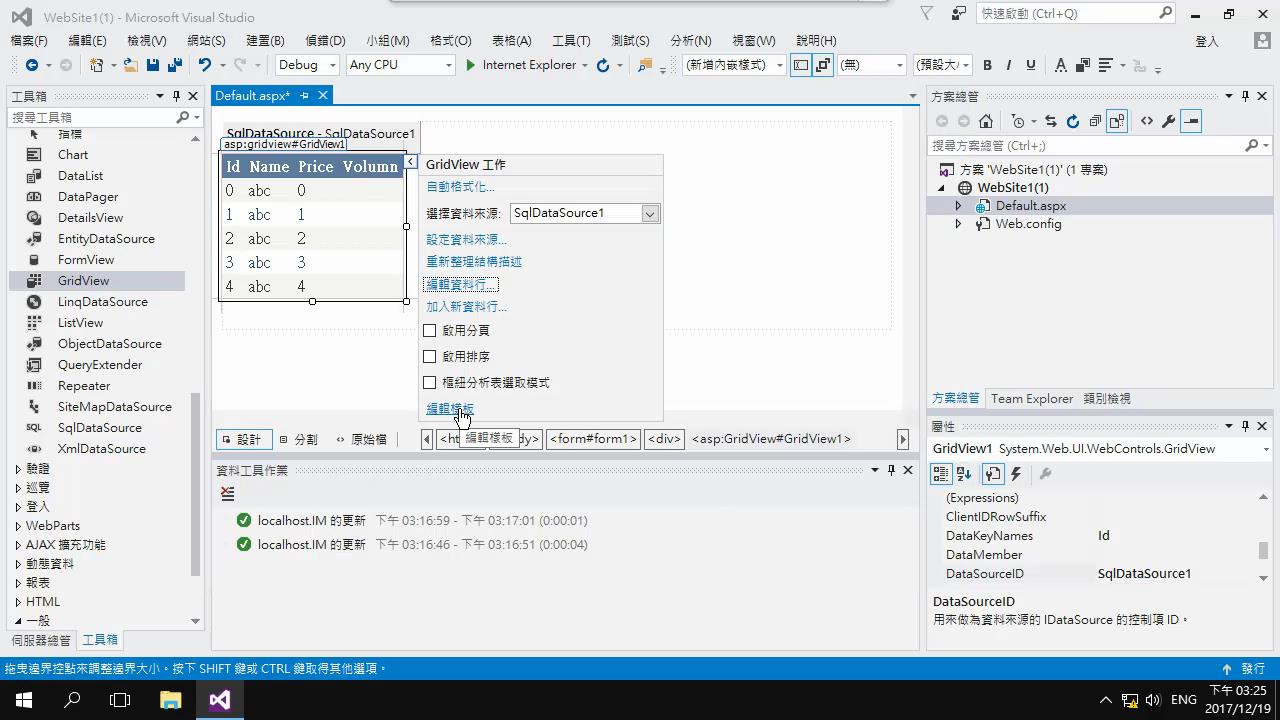 WebSite1(1) - Microsoft Visual Studio
快速啟動 (Ctrl+Q)
檔案(F) 編輯(E) 檢視(V) 網站(S) 建置(B) 偵錯(D) 小組(M) 格式(O) 表格(A) 工具(T) 測試(S) 分析(N) 視窗(W) 說明(H)
登入
Debug Any CPU Internet Explorer (新增內嵌樣式) (無) (預設大/ B I U A
工具箱
搜尋工具箱
指標
Chart
DataList
DataPager
DetailsView
EntityDataSource
FormView
GridView
LinqDataSource
ListView
ObjectDataSource
QueryExtender
Repeater
SiteMapDataSource
SqlDataSource
XmlDataSource
驗證
巡覽
登入
WebParts
AJAX 擴充功能
動態資料
報表
HTML
一般
伺服器總管 工具箱
Default.aspx*
SqlDataSource - SqlDataSource1
asp:gridview#GridView1
Id Name Price Volumn
0 abc 0
1 abc 1
2 abc 2
3 abc 3
4 abc 4
GridView 工作
自動格式化...
選擇資料來源: SqlDataSource1
設定資料來源...
重新整理結構描述
編輯資料行...
加入新資料行...
啟用分頁
啟用排序
樞紐分析表選取模式
編輯樣板
編輯樣板
設計 分割 原始檔 <form#form1> <div> <asp:GridView#GridView1>
資料工具作業
localhost.IM 的更新 下午 03:16:59 - 下午 03:17:01 (0:00:01)
localhost.IM 的更新 下午 03:16:46 - 下午 03:16:51 (0:00:04)
方案總管
搜尋方案總管 (Ctrl+;)
方案 'WebSite1(1)' (1 專案)
WebSite1(1)
Default.aspx
Web.config
方案總管 Team Explorer 類別檢視
屬性
GridView1 System.Web.UI.WebControls.GridView
(Expressions)
ClientIDRowSuffix
DataKeyNames Id
DataMember
DataSourceID SqlDataSource1
DataSourceID
用來做為資料來源的 IDataSource 的控制項 ID。
拖曳邊界控點來調整邊界大小。按下 SHIFT 鍵或 CTRL 鍵取得其他選項。
發行
ENG
下午 03:25
2017/12/19